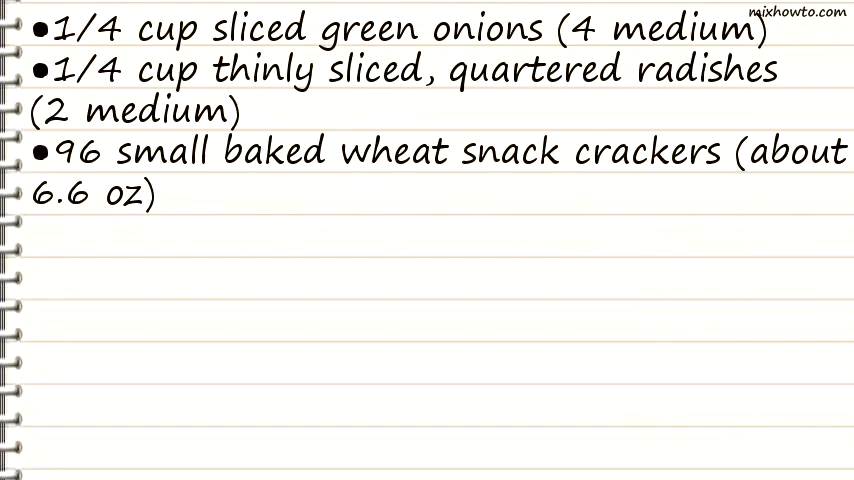 mixhowto.com
•1/4 cup sliced green onions (4 medium)
•1/4 cup thinly sliced, quartered radishes
(2 medium)
•96 small baked wheat snack crackers (about
6.6 oz)